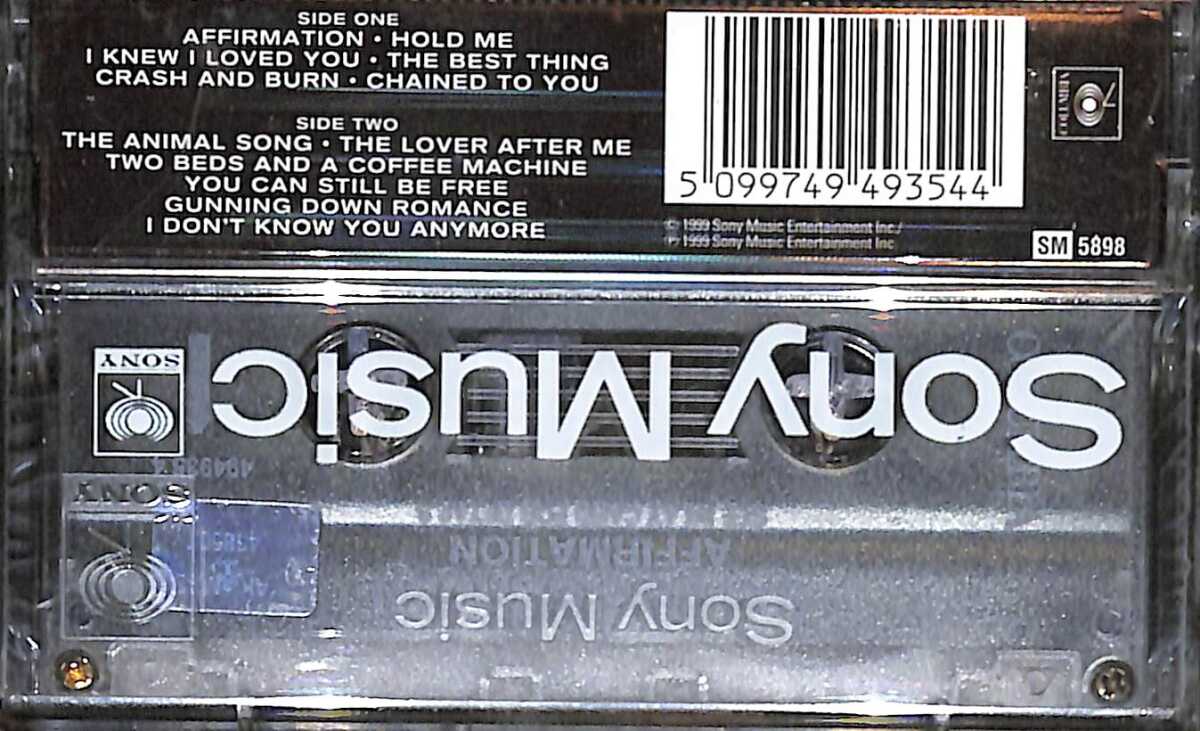 SIDE ONE
AFFIRMATION • HOLD ME
I KNEW I LOVED YOU • THE BEST THING
CRASH AND BURN • CHAINED TO YOU
SIDE TWO
THE ANIMAL SONG • THE LOVER AFTER ME
TWO BEDS AND A COFFEE MACHINE
YOU CAN STILL BE FREE
GUNNING DOWN ROMANCE
I DON'T KNOW YOU ANYMORE
5 099749 493544
© 1999 Sony Music Entertainment Inc./
℗ 1999 Sony Music Entertainment Inc
COLUMBIA
SM 5898
SONY
Sony Music
SONY
AFFIRMATION
Sony Music